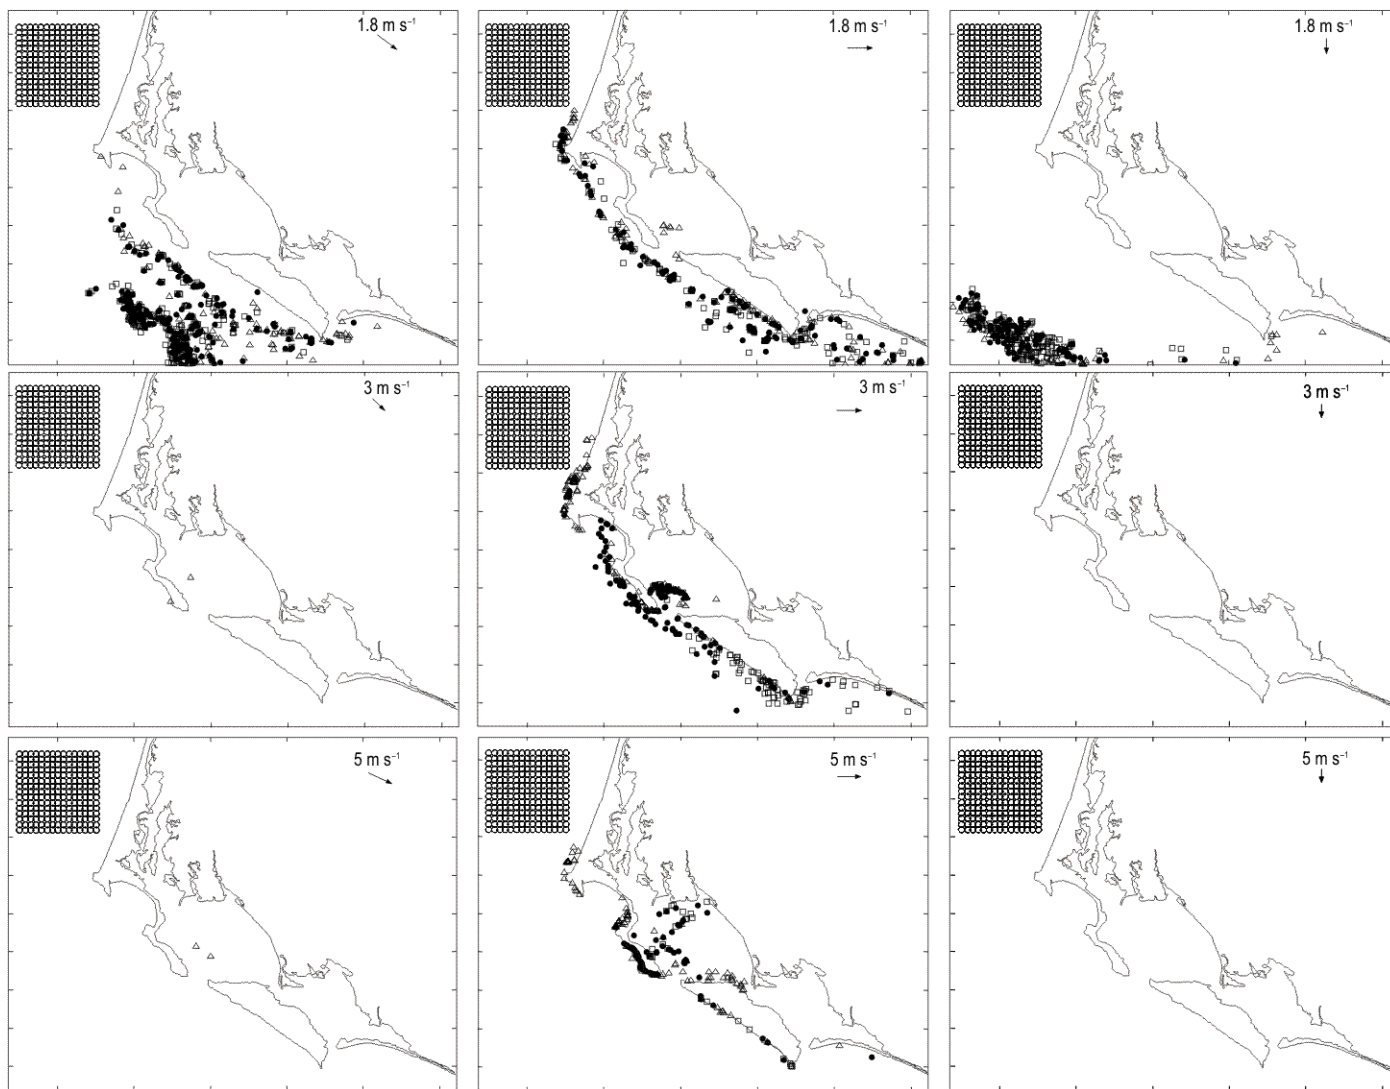 1.8 m s⁻¹ 1.8 m s⁻¹ 1.8 m s⁻¹
3 m s⁻¹ 3 m s⁻¹ 3 m s⁻¹
5 m s⁻¹ 5 m s⁻¹ 5 m s⁻¹